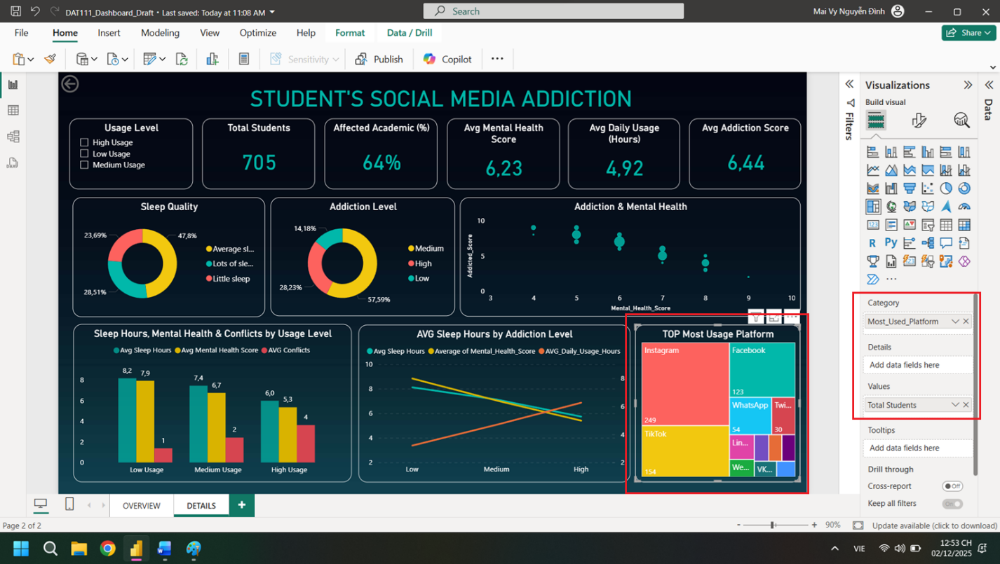 DAT111_Dashboard_Draft • Last saved: Today at 11:08 AM
Search
Mai Vy Nguyễn Đình
File
Home
Insert
Modeling
View
Optimize
Help
Format
Data / Drill
Share
Sensitivity
Publish
Copilot
STUDENT'S SOCIAL MEDIA ADDICTION
Usage Level
High Usage
Low Usage
Medium Usage
Total Students
705
Affected Academic (%)
64%
Avg Mental Health
Score
6,23
Avg Daily Usage
(Hours)
4,92
Avg Addiction Score
6,44
Sleep Quality
23,69%
47,8%
28,51%
Average sl...
Lots of sle...
Little sleep
Addiction Level
14,18%
28,23%
57,59%
Medium
High
Low
Addiction & Mental Health
Addicted_Score
10
5
0
3
4
5
6
7
8
9
10
Mental_Health_Score
Sleep Hours, Mental Health & Conflicts by Usage Level
Avg Sleep Hours
Avg Mental Health Score
AVG Conflicts
8
6
4
2
0
8,2
7,9
1
7,4
6,7
2
6,0
5,3
4
Low Usage
Medium Usage
High Usage
AVG Sleep Hours by Addiction Level
Avg Sleep Hours
Average of Mental_Health_Score
AVG_Daily_Usage_Hours
10
8
6
4
2
8
6
4
2
Low
Medium
High
TOP Most Usage Platform
Instagram
249
TikTok
154
Facebook
123
WhatsApp
54
Twi...
30
Lin...
We...
VK...
Filters
Visualizations
Build visual
Data
R
Py
123
Category
Most_Used_Platform
Details
Add data fields here
Values
Total Students
Tooltips
Add data fields here
Drill through
Cross-report
Off
Keep all filters
On
OVERVIEW
DETAILS
Page 2 of 2
90%
Update available (click to download)
VIE
12:53 CH
02/12/2025